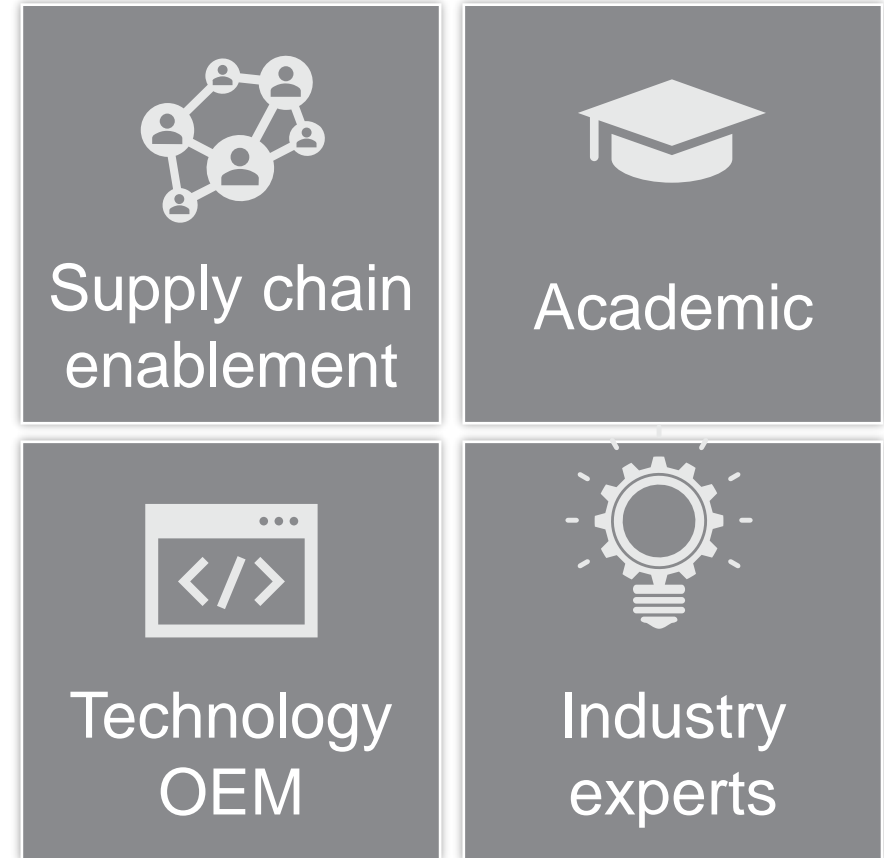 Supply chain
enablement
Academic
</>
Technology
OEM
Industry
experts